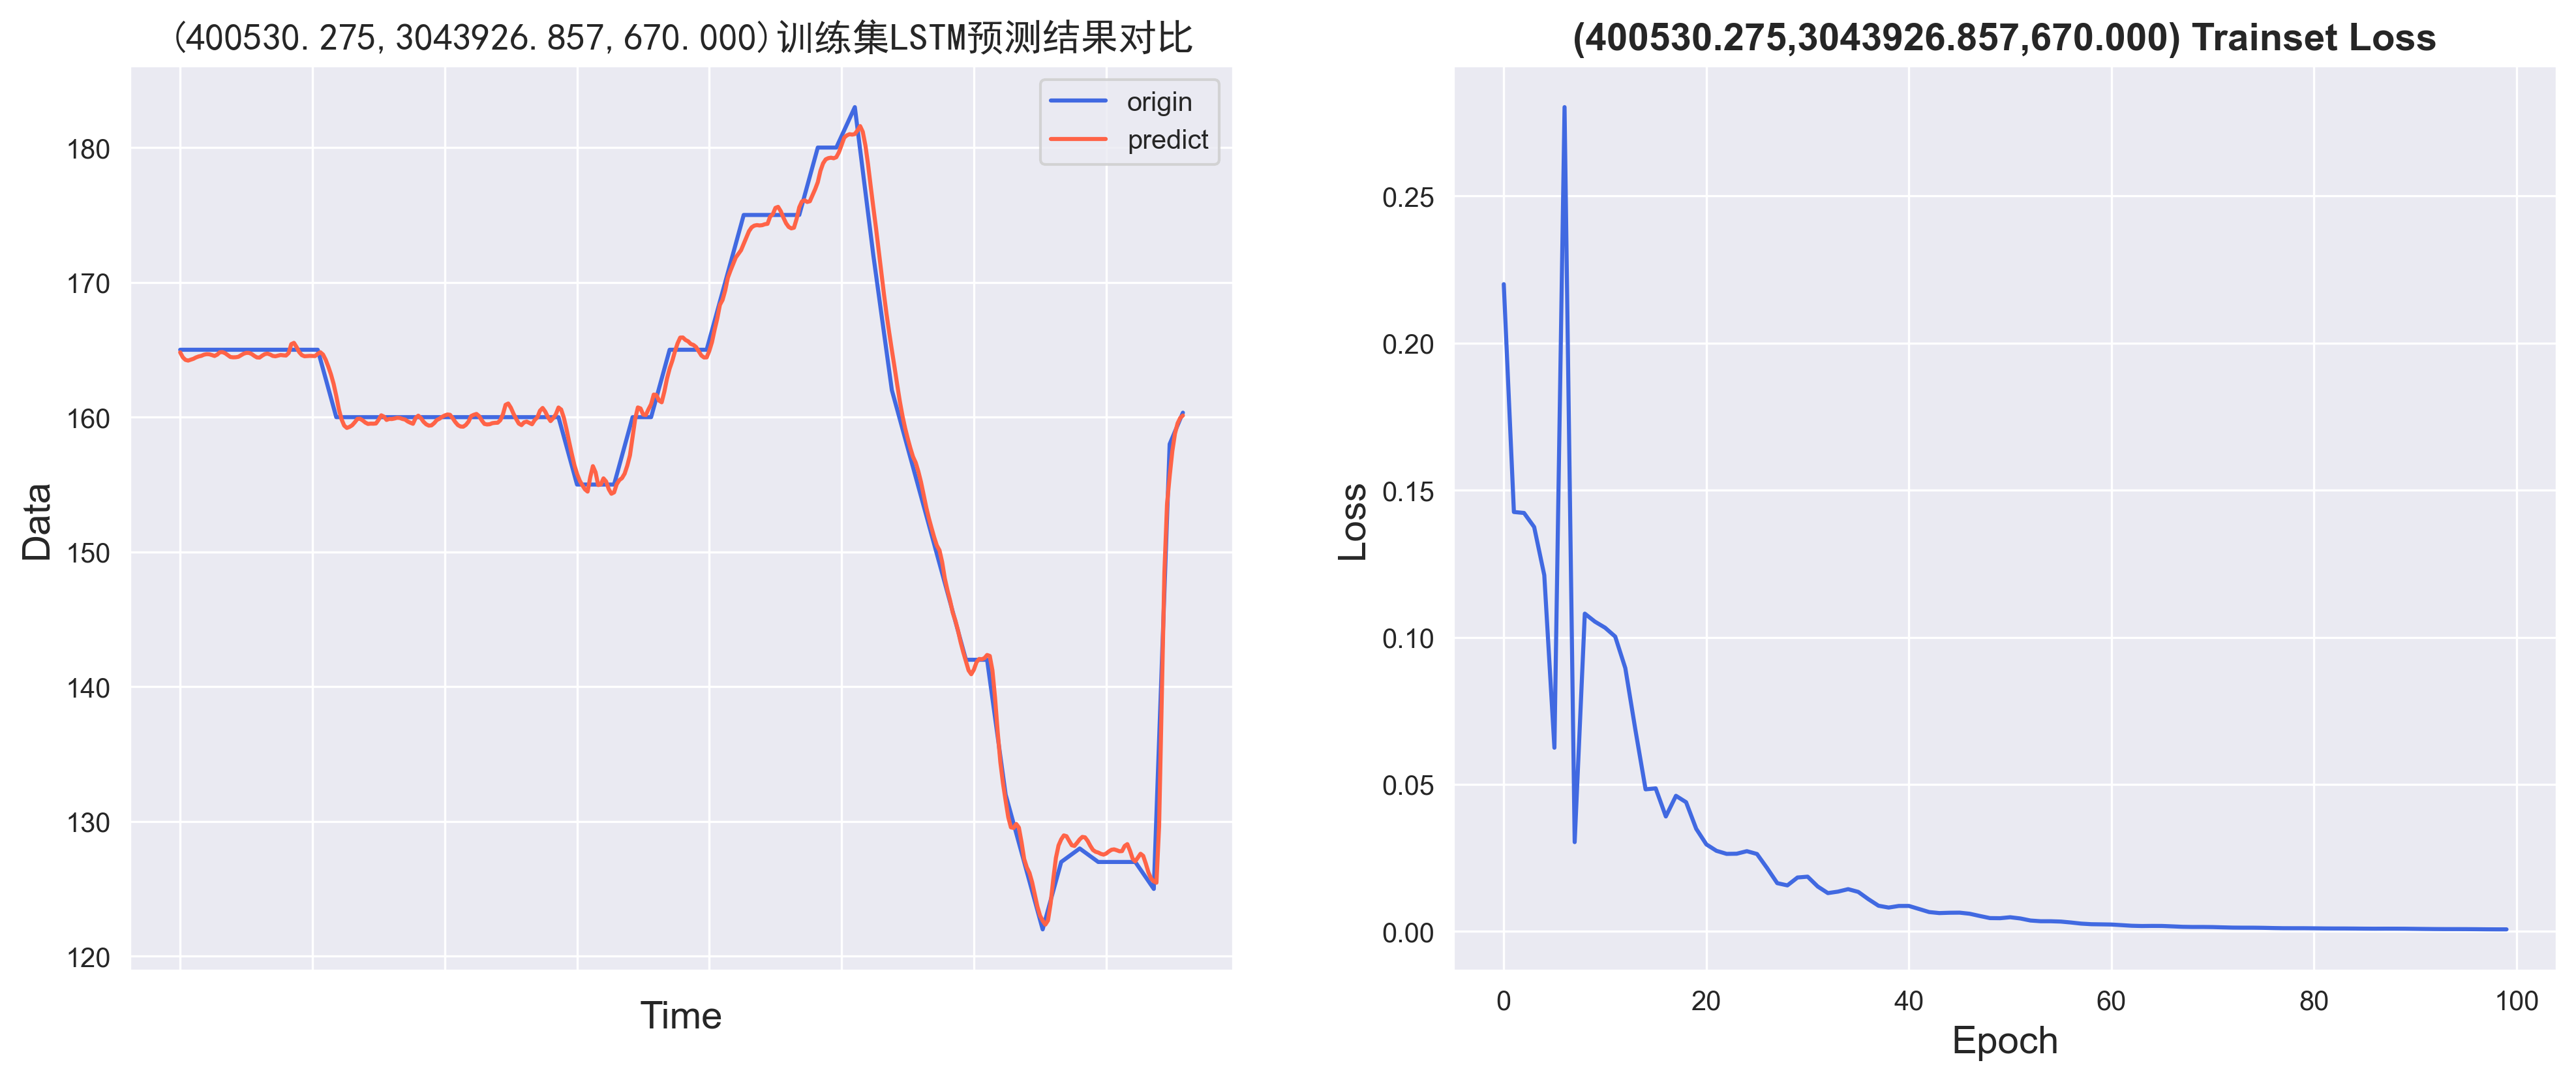 (400530.275,3043926.857,670.000)训练集LSTM预测结果对比
origin
predict
180
170
160
150
140
130
120
Data
Time
(400530.275,3043926.857,670.000) Trainset Loss
0.25
0.20
0.15
0.10
0.05
0.00
Loss
0 20 40 60 80 100
Epoch